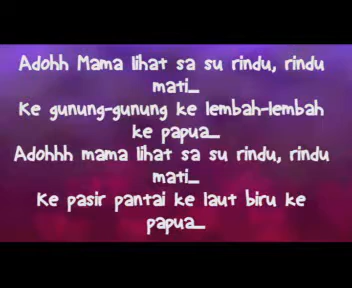 Adohh Mama lihat sa su rindu, rindu
mati...
Ke gunung-gunung ke lembah-lembah
ke papua...
Adohhh mama lihat sa su rindu, rindu
mati...
Ke pasir pantai ke laut biru ke
papua...